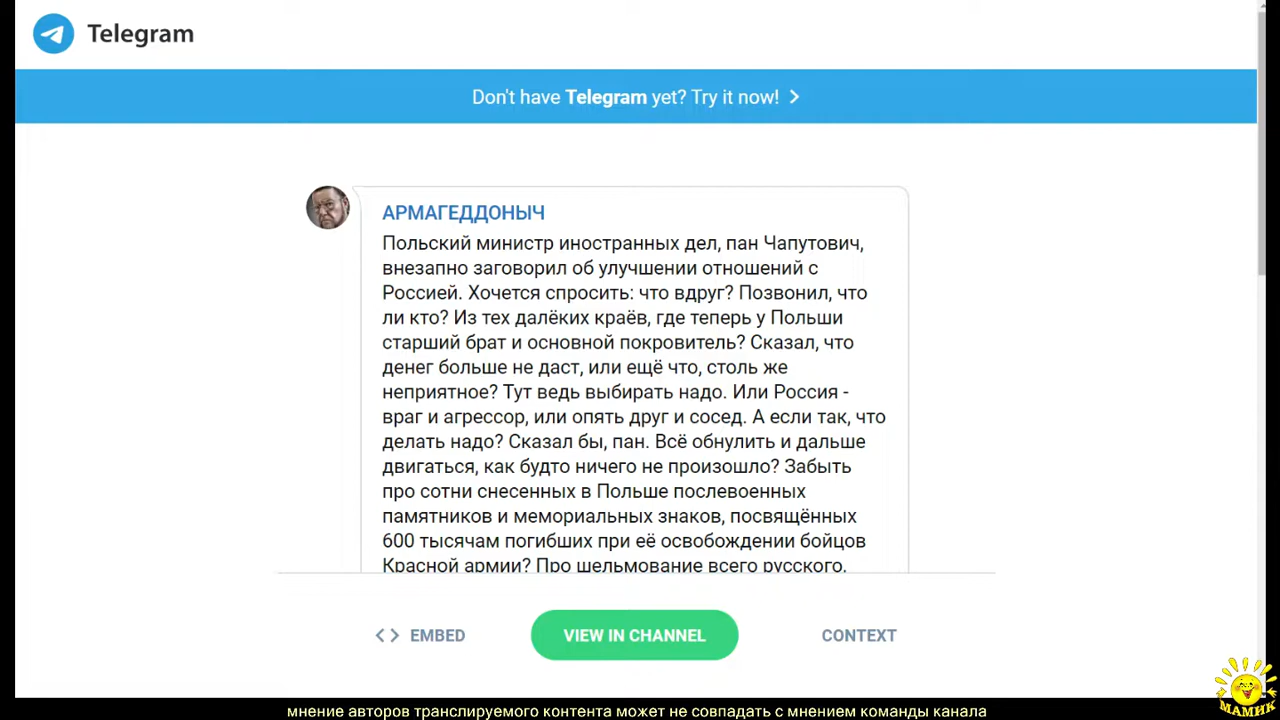 Telegram
Don't have Telegram yet? Try it now!
АРМАГЕДДОНЫЧ
Польский министр иностранных дел, пан Чапутович,
внезапно заговорил об улучшении отношений с
Россией. Хочется спросить: что вдруг? Позвонил, что
ли кто? Из тех далёких краёв, где теперь у Польши
старший брат и основной покровитель? Сказал, что
денег больше не даст, или ещё что, столь же
неприятное? Тут ведь выбирать надо. Или Россия -
враг и агрессор, или опять друг и сосед. А если так, что
делать надо? Сказал бы, пан. Всё обнулить и дальше
двигаться, как будто ничего не произошло? Забыть
про сотни снесенных в Польше послевоенных
памятников и мемориальных знаков, посвящённых
600 тысячам погибших при её освобождении бойцов
Красной армии? Про шельмование всего русского,
EMBED
VIEW IN CHANNEL
CONTEXT
МАМИК
мнение авторов транслируемого контента может не совпадать с мнением команды канала